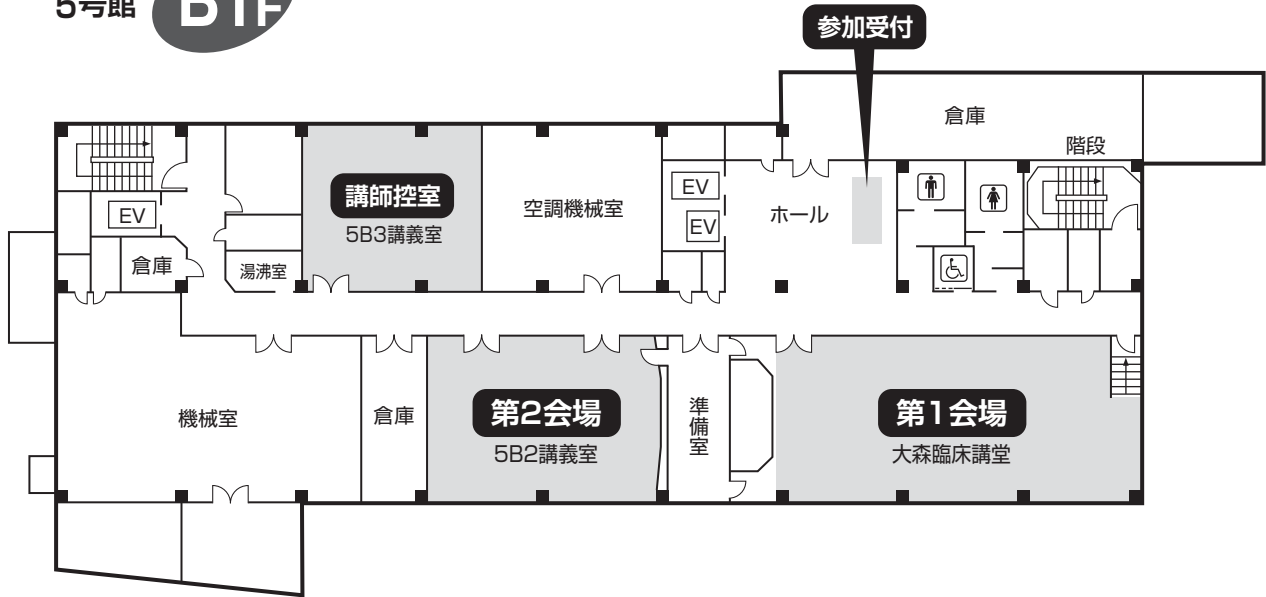 5号館
B1F
参加受付
倉庫
階段
講師控室
5B3講義室
空調機械室
EV
EV
ホール
EV
倉庫
湯沸室
機械室
倉庫
第2会場
5B2講義室
準備室
第1会場
大森臨床講堂